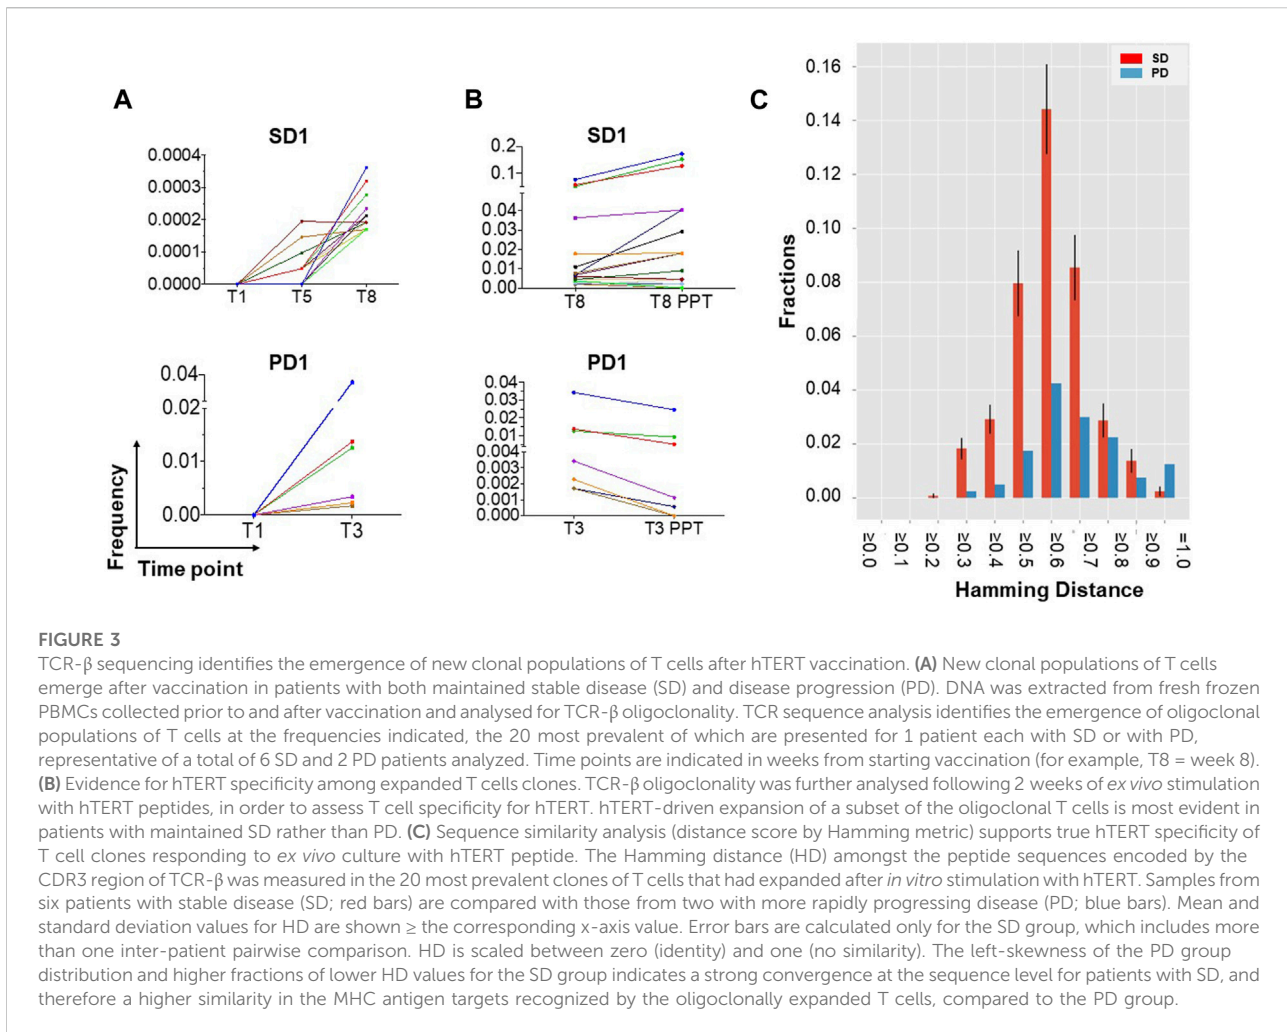 A
SD1
0.0004
0.0003
0.0002
0.0001
0.0000
T1 T5 T8
PD1
0.04
0.02
0.01
0.00
T1 T3
Frequency
Time point
B
SD1
0.2
0.1
0.04
0.03
0.02
0.01
0.00
T8 T8 PPT
PD1
0.04
0.03
0.02
0.01
0.004
0.003
0.002
0.001
0.000
T3 T3 PPT
C
SD
PD
0.16
0.14
0.12
0.10
0.08
0.06
0.04
0.02
0.00
Fractions
≥0.0 ≥0.1 ≥0.2 ≥0.3 ≥0.4 ≥0.5 ≥0.6 ≥0.7 ≥0.8 ≥0.9 =1.0
Hamming Distance
FIGURE 3
TCR-β sequencing identifies the emergence of new clonal populations of T cells after hTERT vaccination. (A) New clonal populations of T cells
emerge after vaccination in patients with both maintained stable disease (SD) and disease progression (PD). DNA was extracted from fresh frozen
PBMCs collected prior to and after vaccination and analysed for TCR-β oligoclonality. TCR sequence analysis identifies the emergence of oligoclonal
populations of T cells at the frequencies indicated, the 20 most prevalent of which are presented for 1 patient each with SD or with PD,
representative of a total of 6 SD and 2 PD patients analyzed. Time points are indicated in weeks from starting vaccination (for example, T8 = week 8).
(B) Evidence for hTERT specificity among expanded T cells clones. TCR-β oligoclonality was further analysed following 2 weeks of ex vivo stimulation
with hTERT peptides, in order to assess T cell specificity for hTERT. hTERT-driven expansion of a subset of the oligoclonal T cells is most evident in
patients with maintained SD rather than PD. (C) Sequence similarity analysis (distance score by Hamming metric) supports true hTERT specificity of
T cell clones responding to ex vivo culture with hTERT peptide. The Hamming distance (HD) amongst the peptide sequences encoded by the
CDR3 region of TCR-β was measured in the 20 most prevalent clones of T cells that had expanded after in vitro stimulation with hTERT. Samples from
six patients with stable disease (SD; red bars) are compared with those from two with more rapidly progressing disease (PD; blue bars). Mean and
standard deviation values for HD are shown ≥ the corresponding x-axis value. Error bars are calculated only for the SD group, which includes more
than one inter-patient pairwise comparison. HD is scaled between zero (identity) and one (no similarity). The left-skewness of the PD group
distribution and higher fractions of lower HD values for the SD group indicates a strong convergence at the sequence level for patients with SD, and
therefore a higher similarity in the MHC antigen targets recognized by the oligoclonally expanded T cells, compared to the PD group.